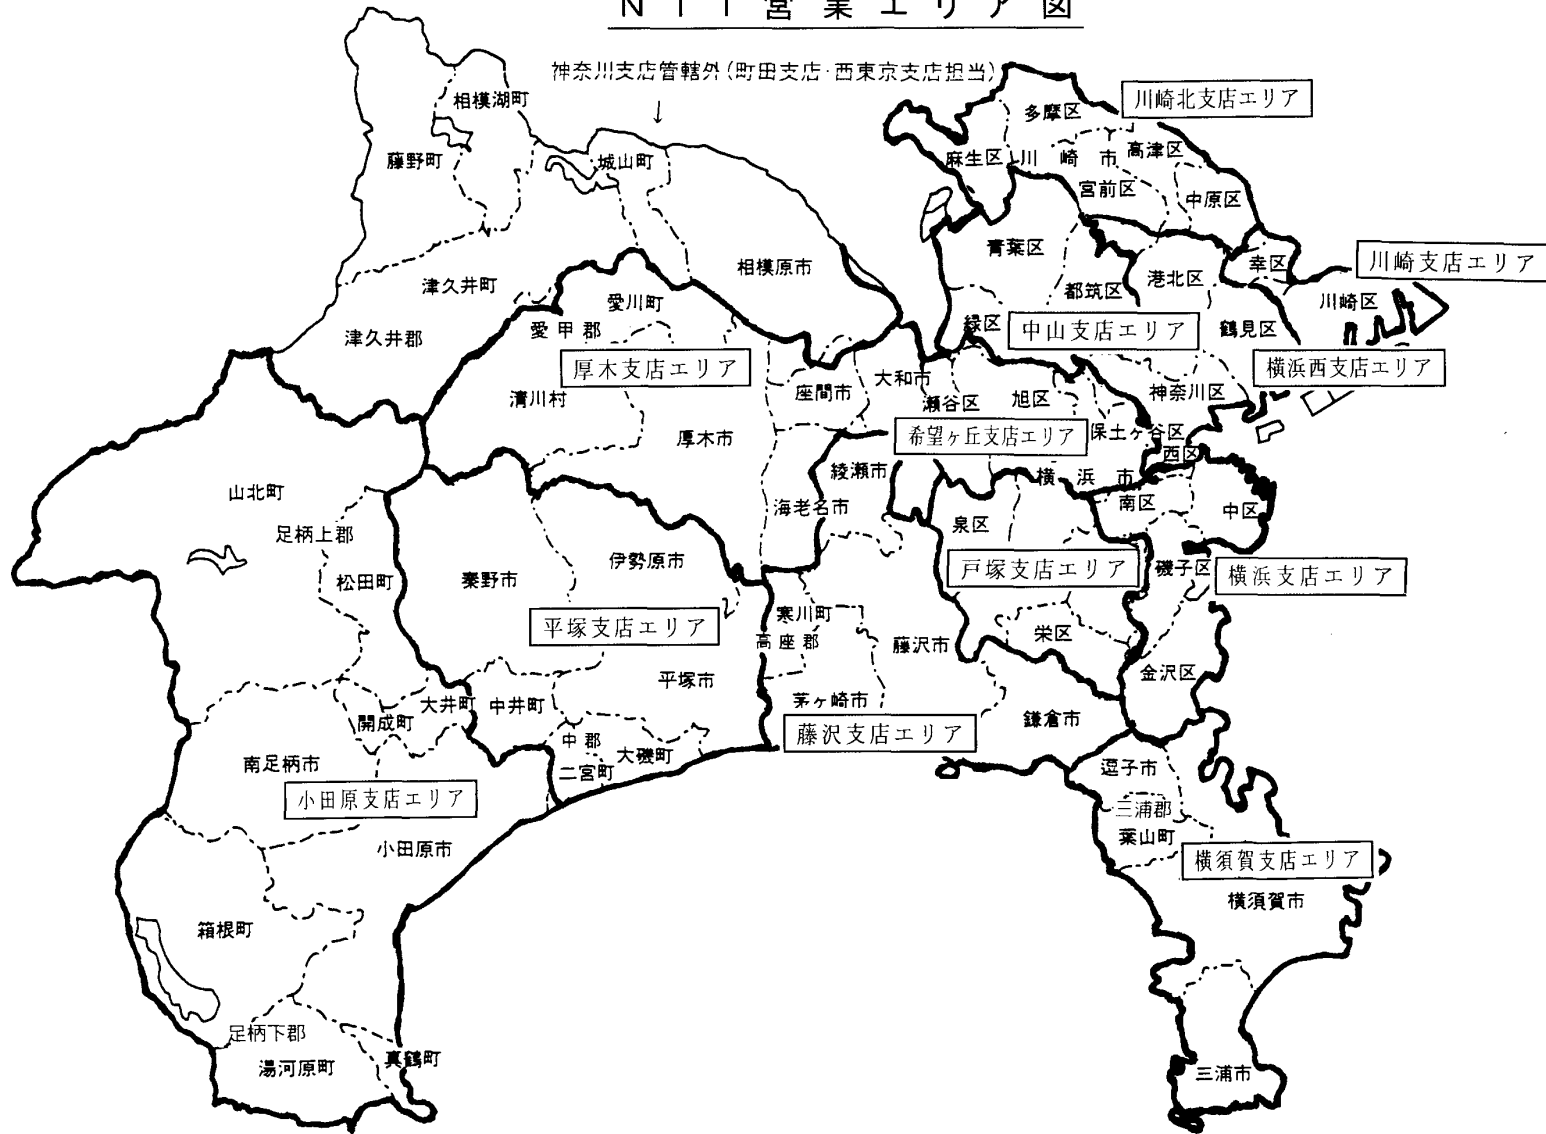 NTT営業エリア図
神奈川支店管轄外(町田支店・西東京支店担当)
↓
相模湖町
藤野町
城山町
津久井町
相模原市
津久井郡
川崎北支店エリア
多摩区
麻生区
川崎市
高津区
宮前区
中原区
川崎支店エリア
幸区
川崎区
青葉区
都筑区
港北区
緑区
中山支店エリア
鶴見区
横浜西支店エリア
神奈川区
愛川町
愛甲郡
厚木支店エリア
清川村
厚木市
座間市
大和市
瀬谷区
旭区
希望ヶ丘支店エリア
保土ヶ谷区
西区
横浜市
綾瀬市
海老名市
南区
中区
泉区
戸塚支店エリア
磯子区
横浜支店エリア
栄区
金沢区
山北町
足柄上郡
松田町
秦野市
伊勢原市
平塚支店エリア
寒川町
高座郡
藤沢市
平塚市
茅ヶ崎市
藤沢支店エリア
鎌倉市
大井町
中井町
開成町
中郡
大磯町
二宮町
南足柄市
小田原支店エリア
小田原市
箱根町
足柄下郡
湯河原町
真鶴町
逗子市
三浦郡
葉山町
横須賀支店エリア
横須賀市
三浦市